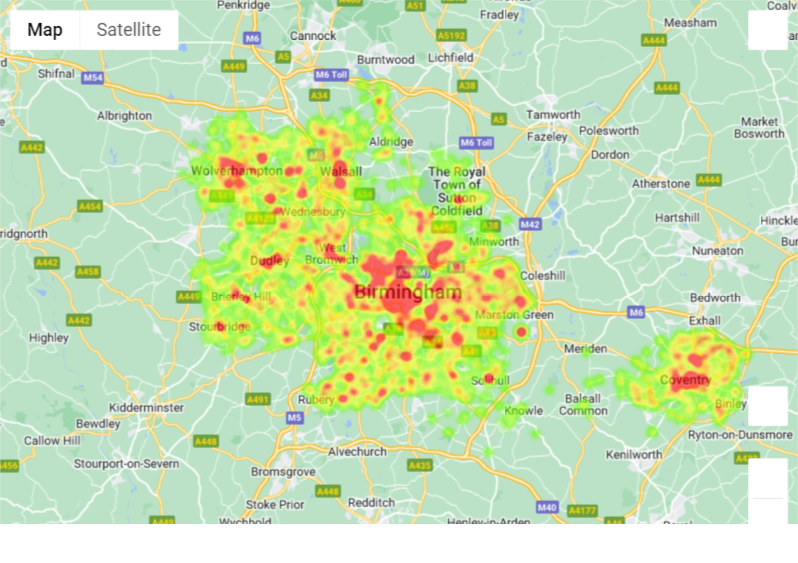 Penkridge
A51
Fradley
Coalv
Map
Satellite
M6
Cannock
A5192
Measham
A444
A5
Burntwood
Lichfield
A449
Shifnal
M54
M6 Toll
A38
A444
A34
Albrighton
A5
Tamworth
Fazeley
Polesworth
Market
Bosworth
A442
Aldridge
M6 Toll
Dordon
Wolverhampton
Walsall
The Royal
Town of
Sutton
Coldfield
A444
Atherstone
A454
A34
Wednesbury
Hartshill
Hinckle
ridgnorth
M42
A38
West
Bromwich
Minworth
Nuneaton
Bur
A442
A458
Dudley
Coleshill
A449
Brierley Hill
Birmingham
Bedworth
A442
Stourbridge
Marston Green
M6
Exhall
Highley
Meriden
Solihull
Coventry
A491
Rubery
Knowle
Balsall
Common
Binley
Kidderminster
M5
Bewdley
Ryton-on-Dunsmore
Callow Hill
A448
Alvechurch
Kenilworth
A456
Stourport-on-Severn
A435
Bromsgrove
A448
Stoke Prior
Redditch
M40
A4177
A449
Wychbold
Henley-in-Arden
A46